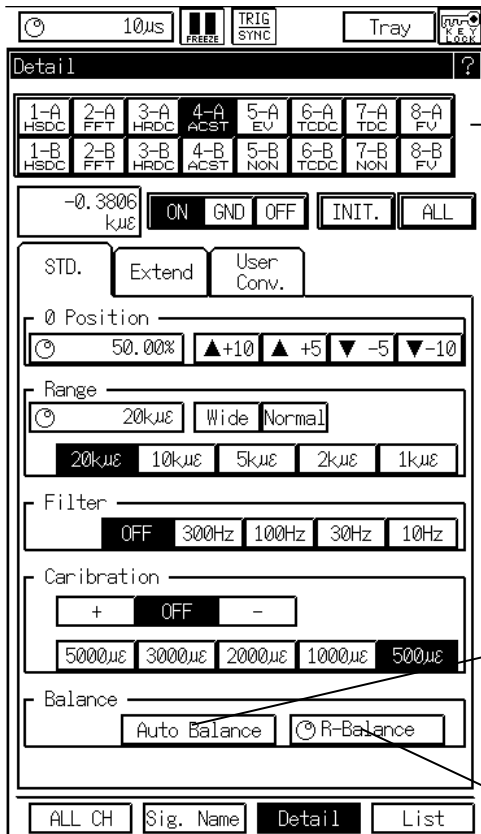 10µs FREEZE TRIG SYNC Tray KEY LOCK
Detail ?
1-A HSDC 2-A FFT 3-A HRDC 4-A ACST 5-A EV 6-A TCDC 7-A TDC 8-A FV
1-B HSDC 2-B FFT 3-B HRDC 4-B ACST 5-B NON 6-B TCDC 7-B NON 8-B FV
-0.3806 kµε ON GND OFF INIT. ALL
STD. Extend User Conv.
0 Position
50.00% ▲+10 ▲ +5 ▼ -5 ▼-10
Range
20kµε Wide Normal
20kµε 10kµε 5kµε 2kµε 1kµε
Filter
OFF 300Hz 100Hz 30Hz 10Hz
Caribration
+ OFF -
5000µε 3000µε 2000µε 1000µε 500µε
Balance
Auto Balance R-Balance
ALL CH Sig. Name Detail List